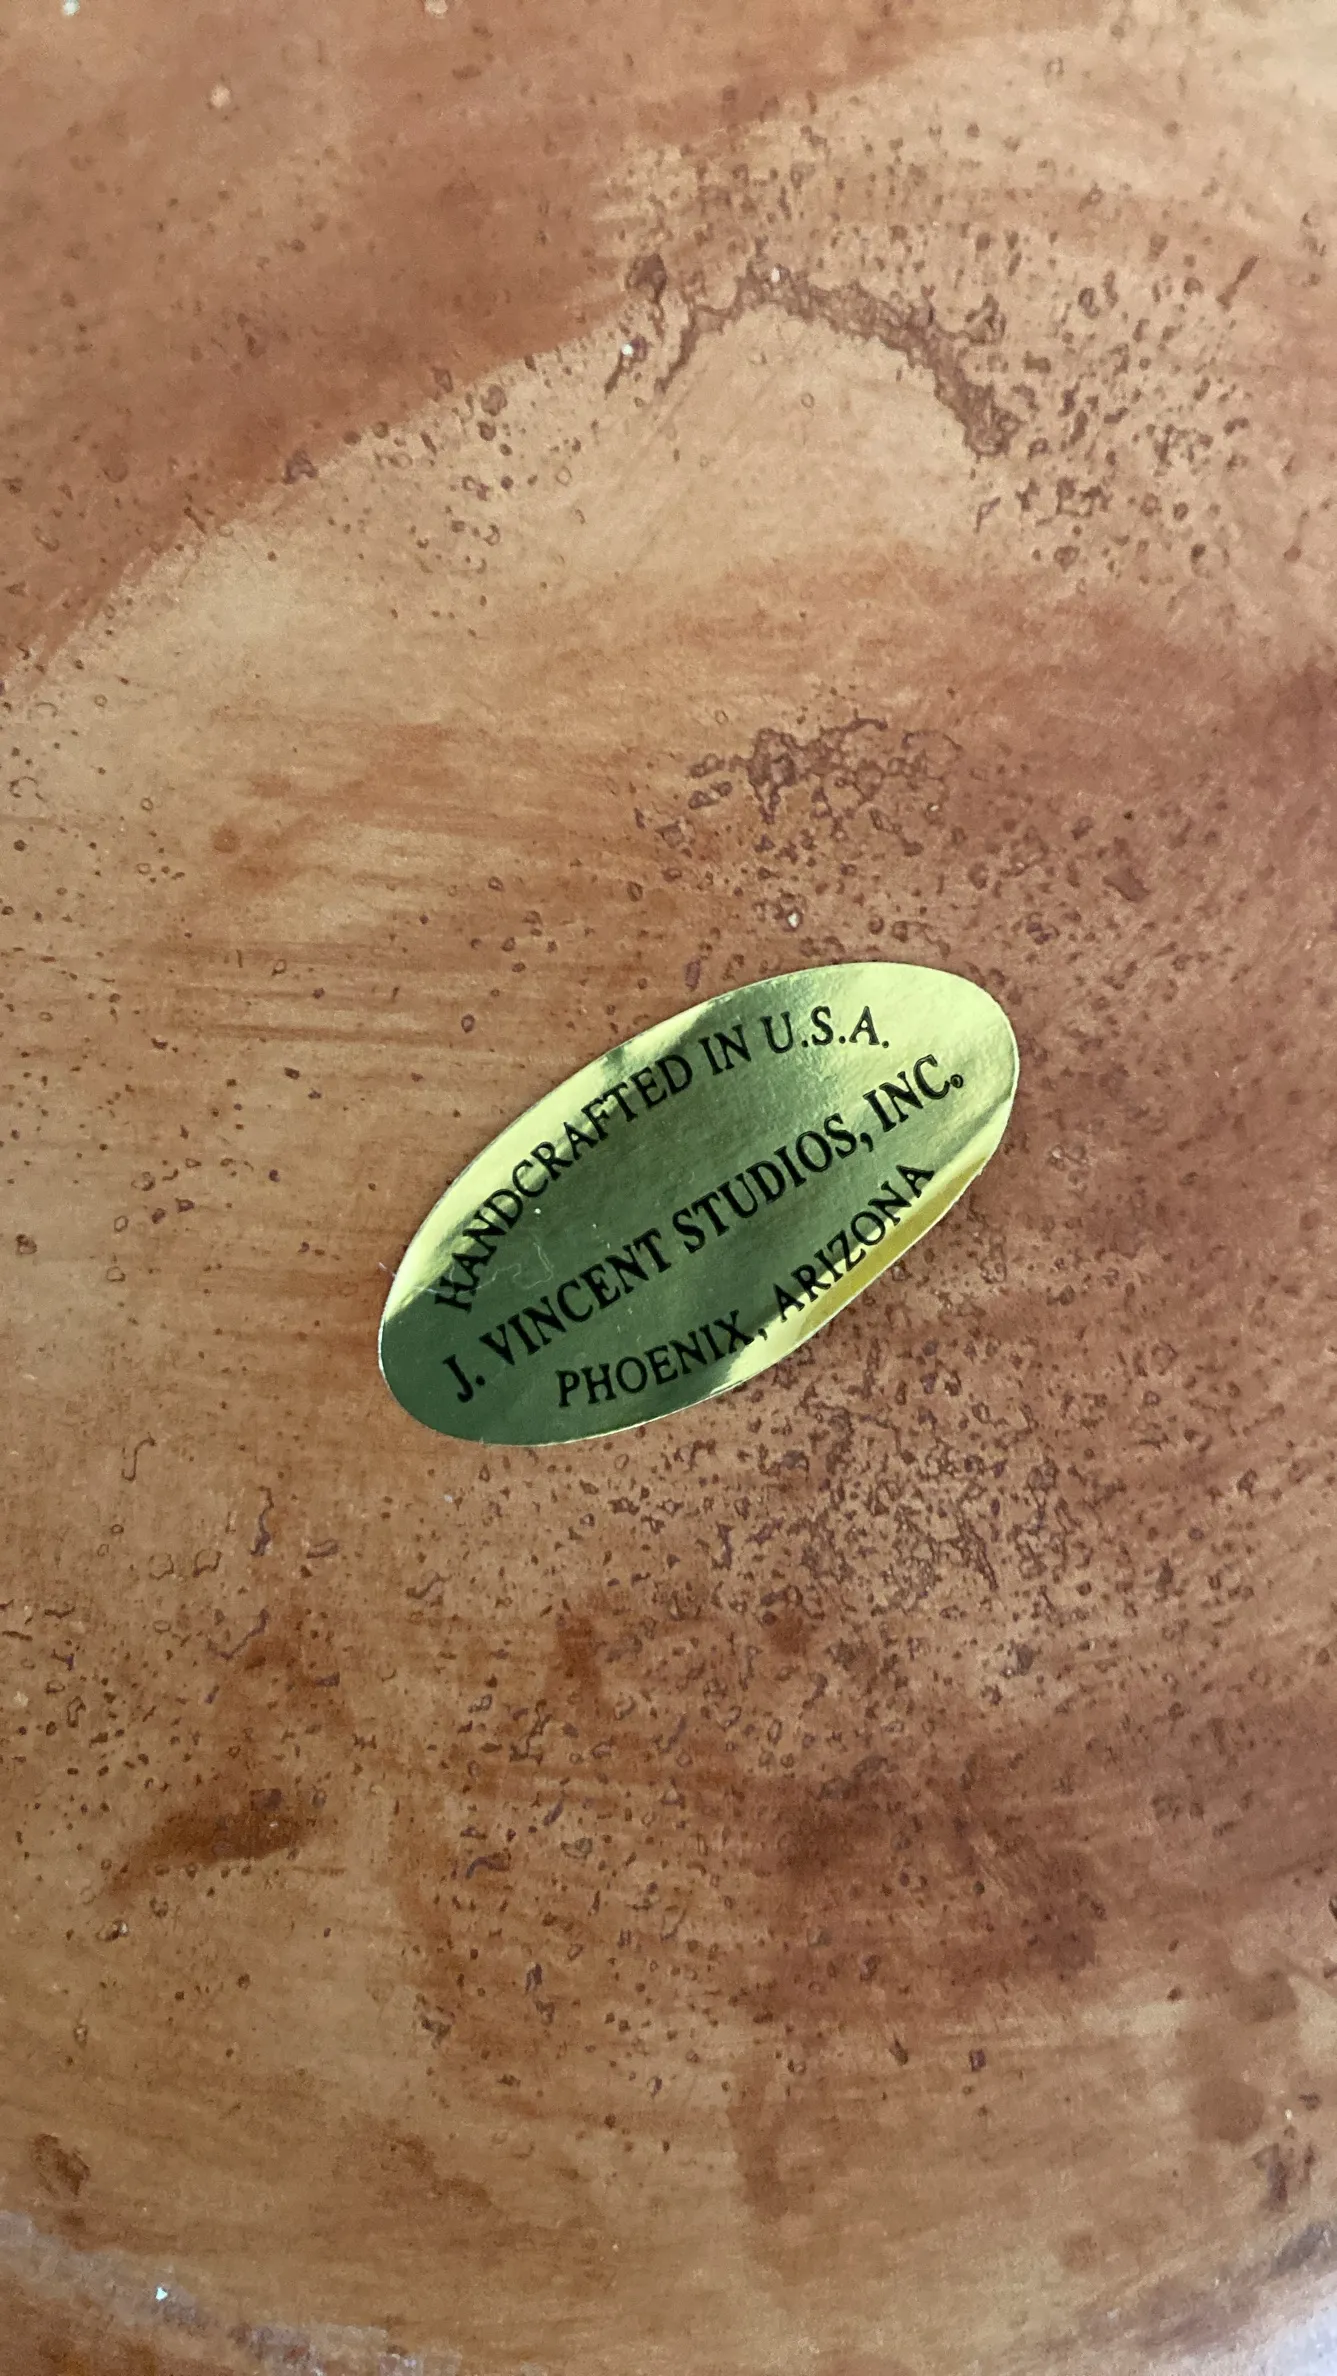 HANDCRAFTED IN U.S.A.
J. VINCENT STUDIOS, INC.
PHOENIX, ARIZONA